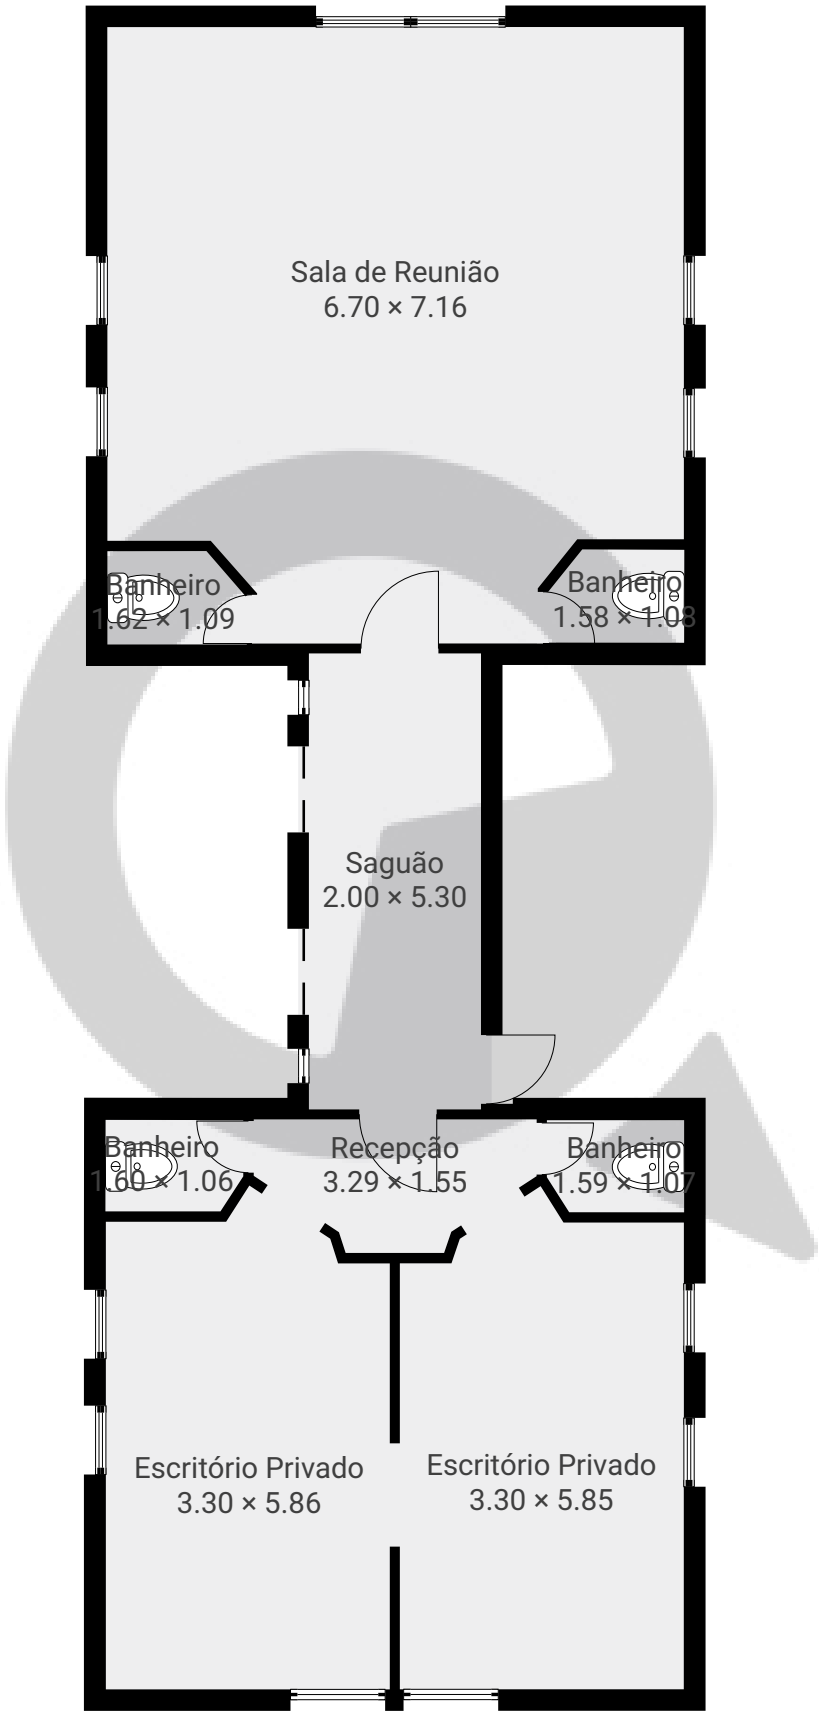 Sala de Reunião
6.70 × 7.16
Banheiro
1.62 × 1.09
Banheiro
1.58 × 1.08
Saguão
2.00 × 5.30
Banheiro
1.60 × 1.06
Recepção
3.29 × 1.55
Banheiro
1.59 × 1.07
Escritório Privado
3.30 × 5.86
Escritório Privado
3.30 × 5.85